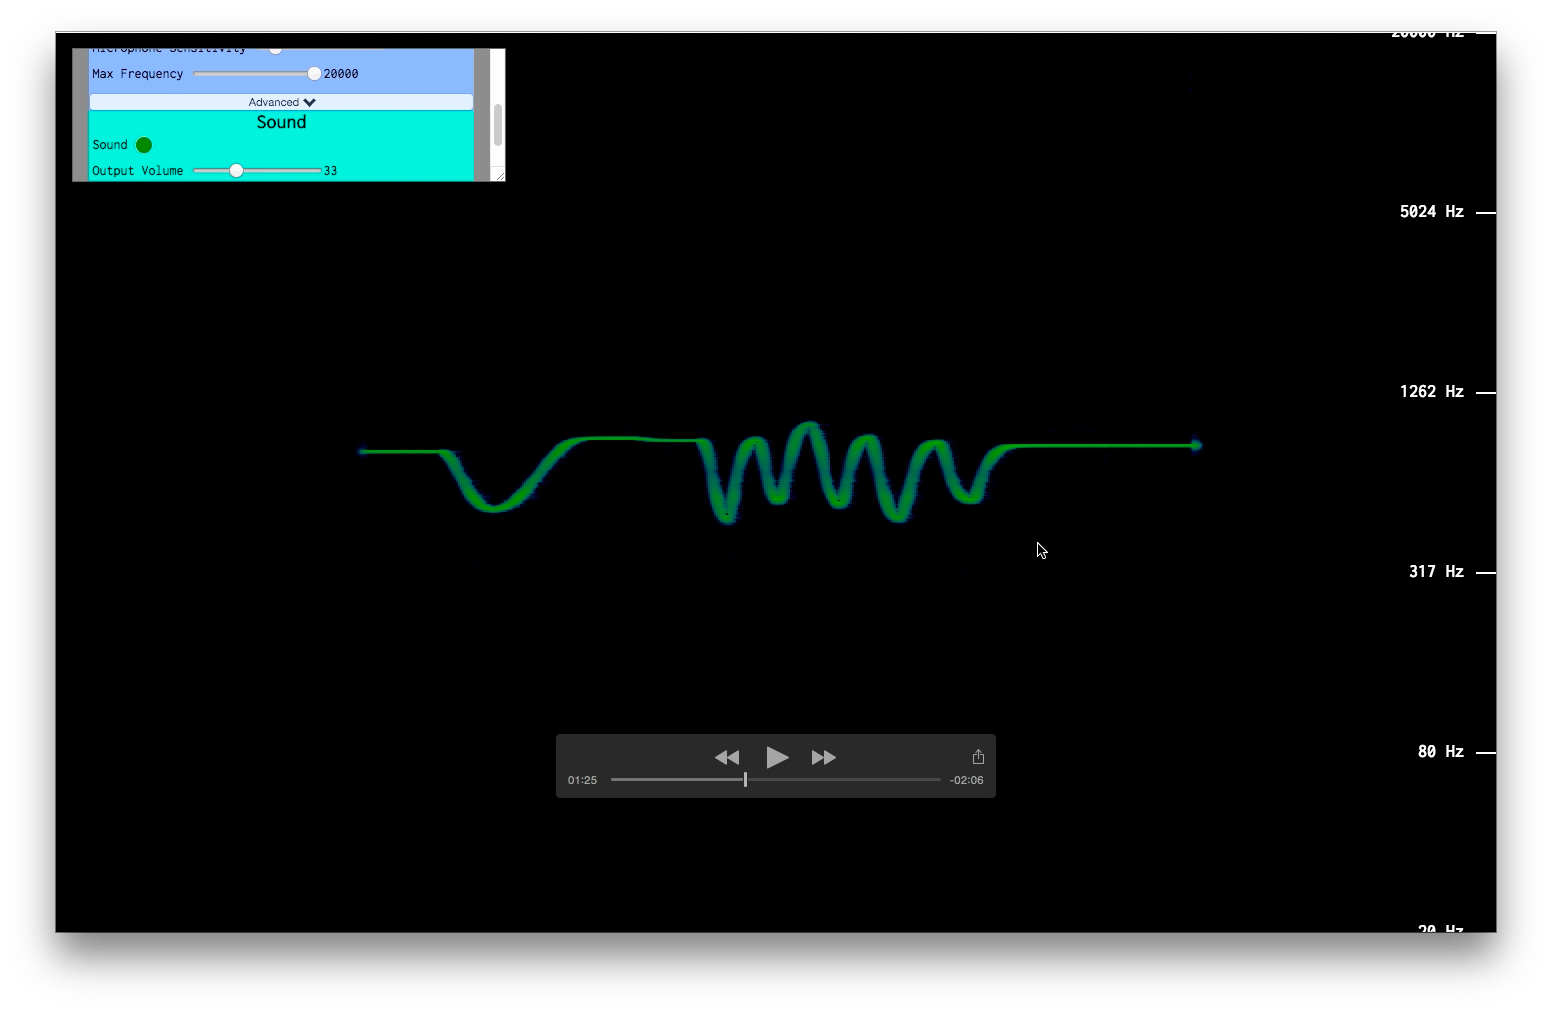 Microphone Sensitivity
Max Frequency 20000
Advanced
Sound
Sound
Output Volume 33
20000 Hz
5024 Hz
1262 Hz
317 Hz
80 Hz
20 Hz
01:25 -02:06